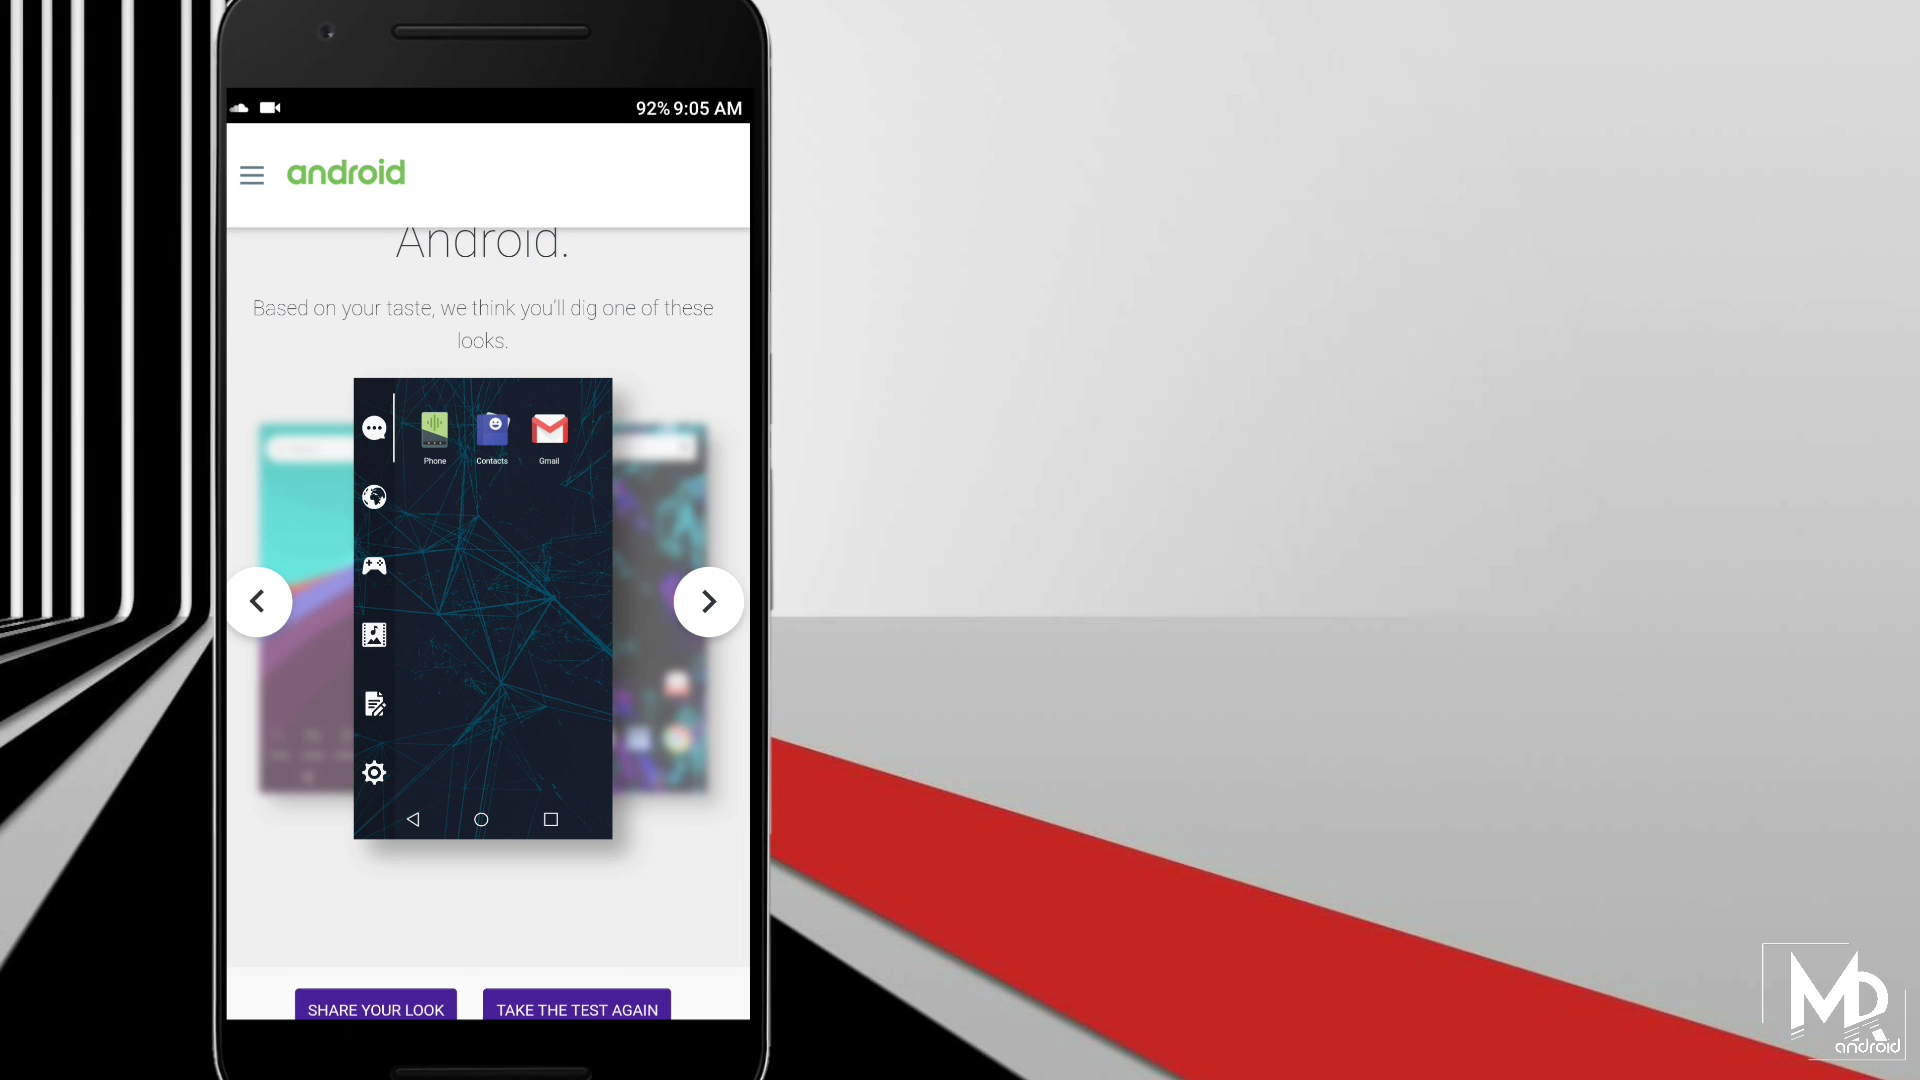 92% 9:05 AM
android
Android.
Based on your taste, we think you'll dig one of these
looks.
Phone Contacts Gmail
SHARE YOUR LOOK TAKE THE TEST AGAIN
MR
android